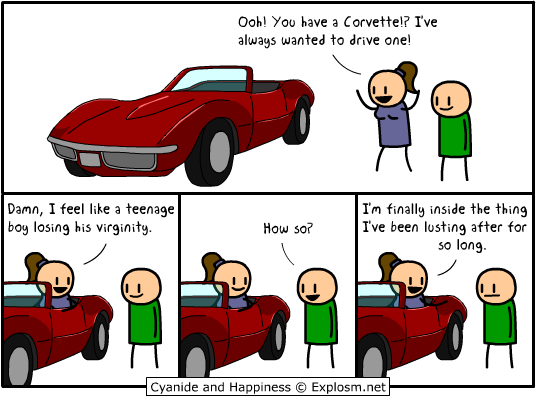 Ooh! You have a Corvette!? I've
always wanted to drive one!
Damn, I feel like a teenage
boy losing his virginity.
How so?
I'm finally inside the thing
I've been lusting after for
so long.
Cyanide and Happiness © Explosm.net